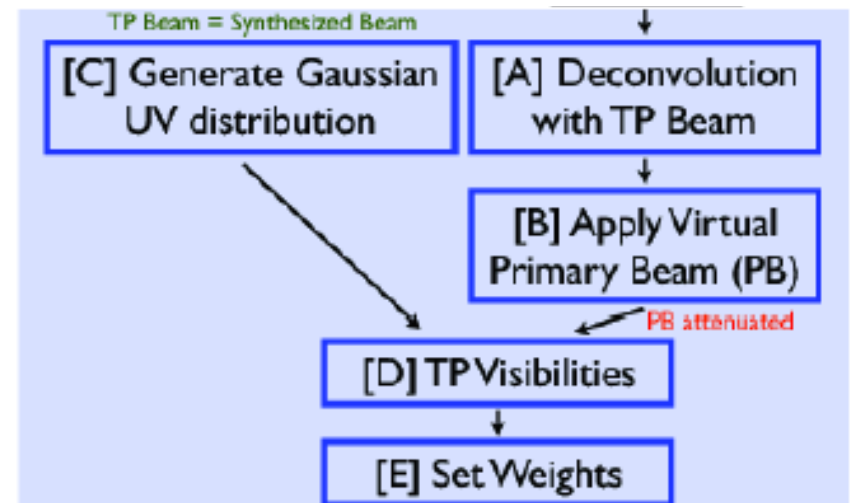 TP Beam = Synthesized Beam
[C] Generate Gaussian
UV distribution
[A] Deconvolution
with TP Beam
[B] Apply Virtual
Primary Beam (PB)
PB attenuated
[D] TP Visibilities
[E] Set Weights